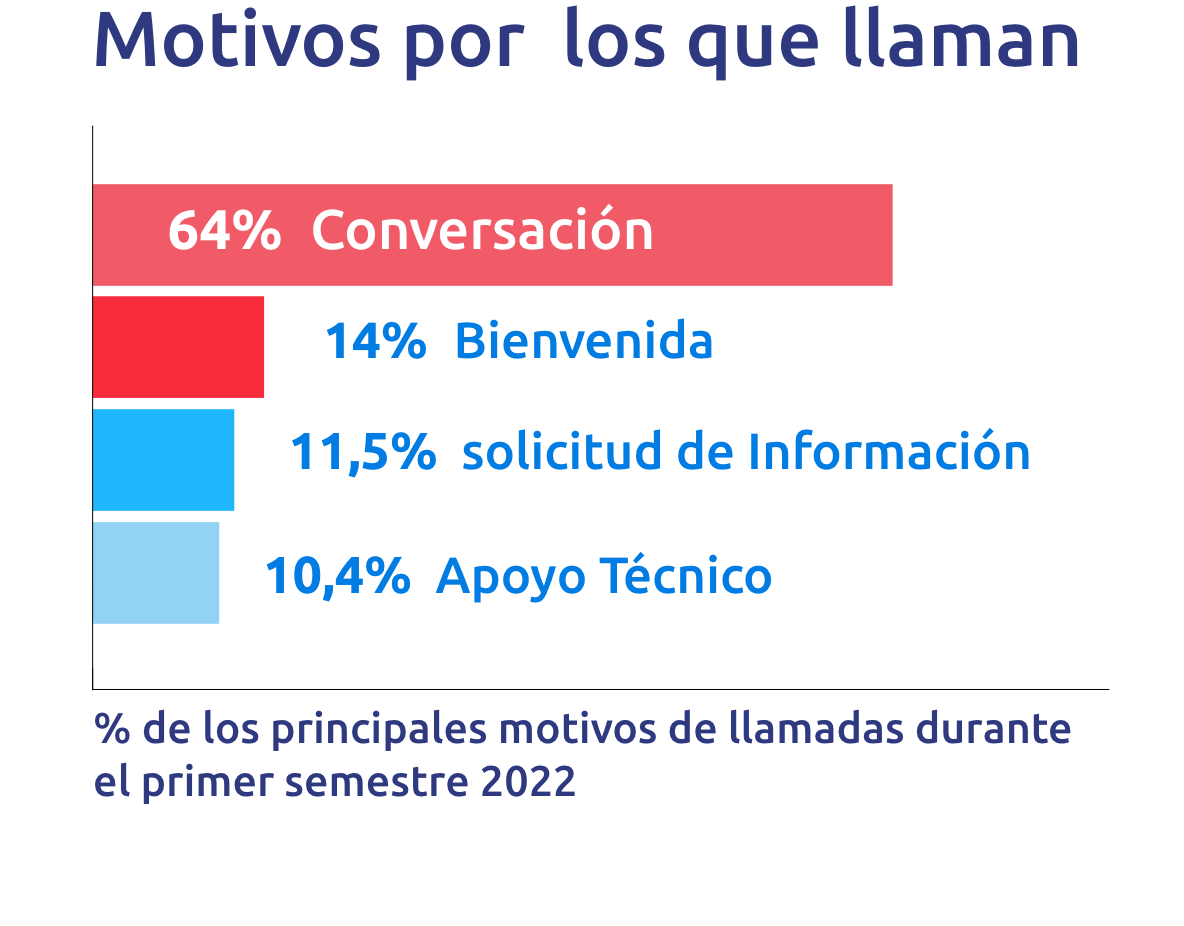 Motivos por los que llaman
64% Conversación
14% Bienvenida
11,5% solicitud de Información
10,4% Apoyo Técnico
% de los principales motivos de llamadas durante
el primer semestre 2022